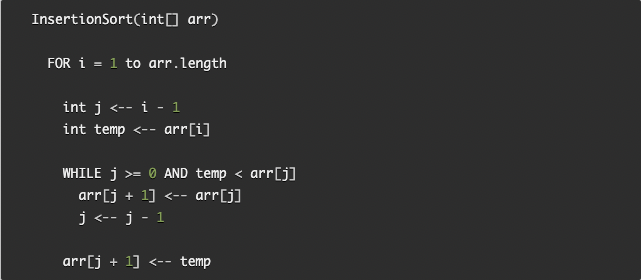 InsertionSort(int[] arr)
FOR i = 1 to arr.length
int j <-- i - 1
int temp <-- arr[i]
WHILE j >= 0 AND temp < arr[j]
arr[j + 1] <-- arr[j]
j <-- j - 1
arr[j + 1] <-- temp